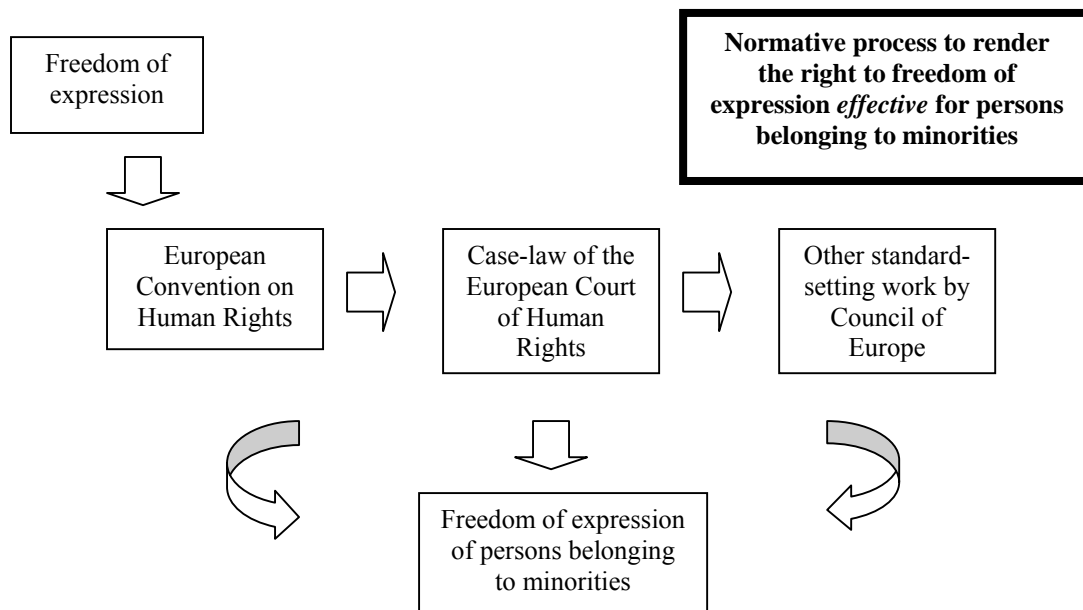 Freedom of
expression
Normative process to render
the right to freedom of
expression effective for persons
belonging to minorities
European
Convention on
Human Rights
Case-law of the
European Court
of Human
Rights
Other standard-
setting work by
Council of
Europe
Freedom of expression
of persons belonging
to minorities